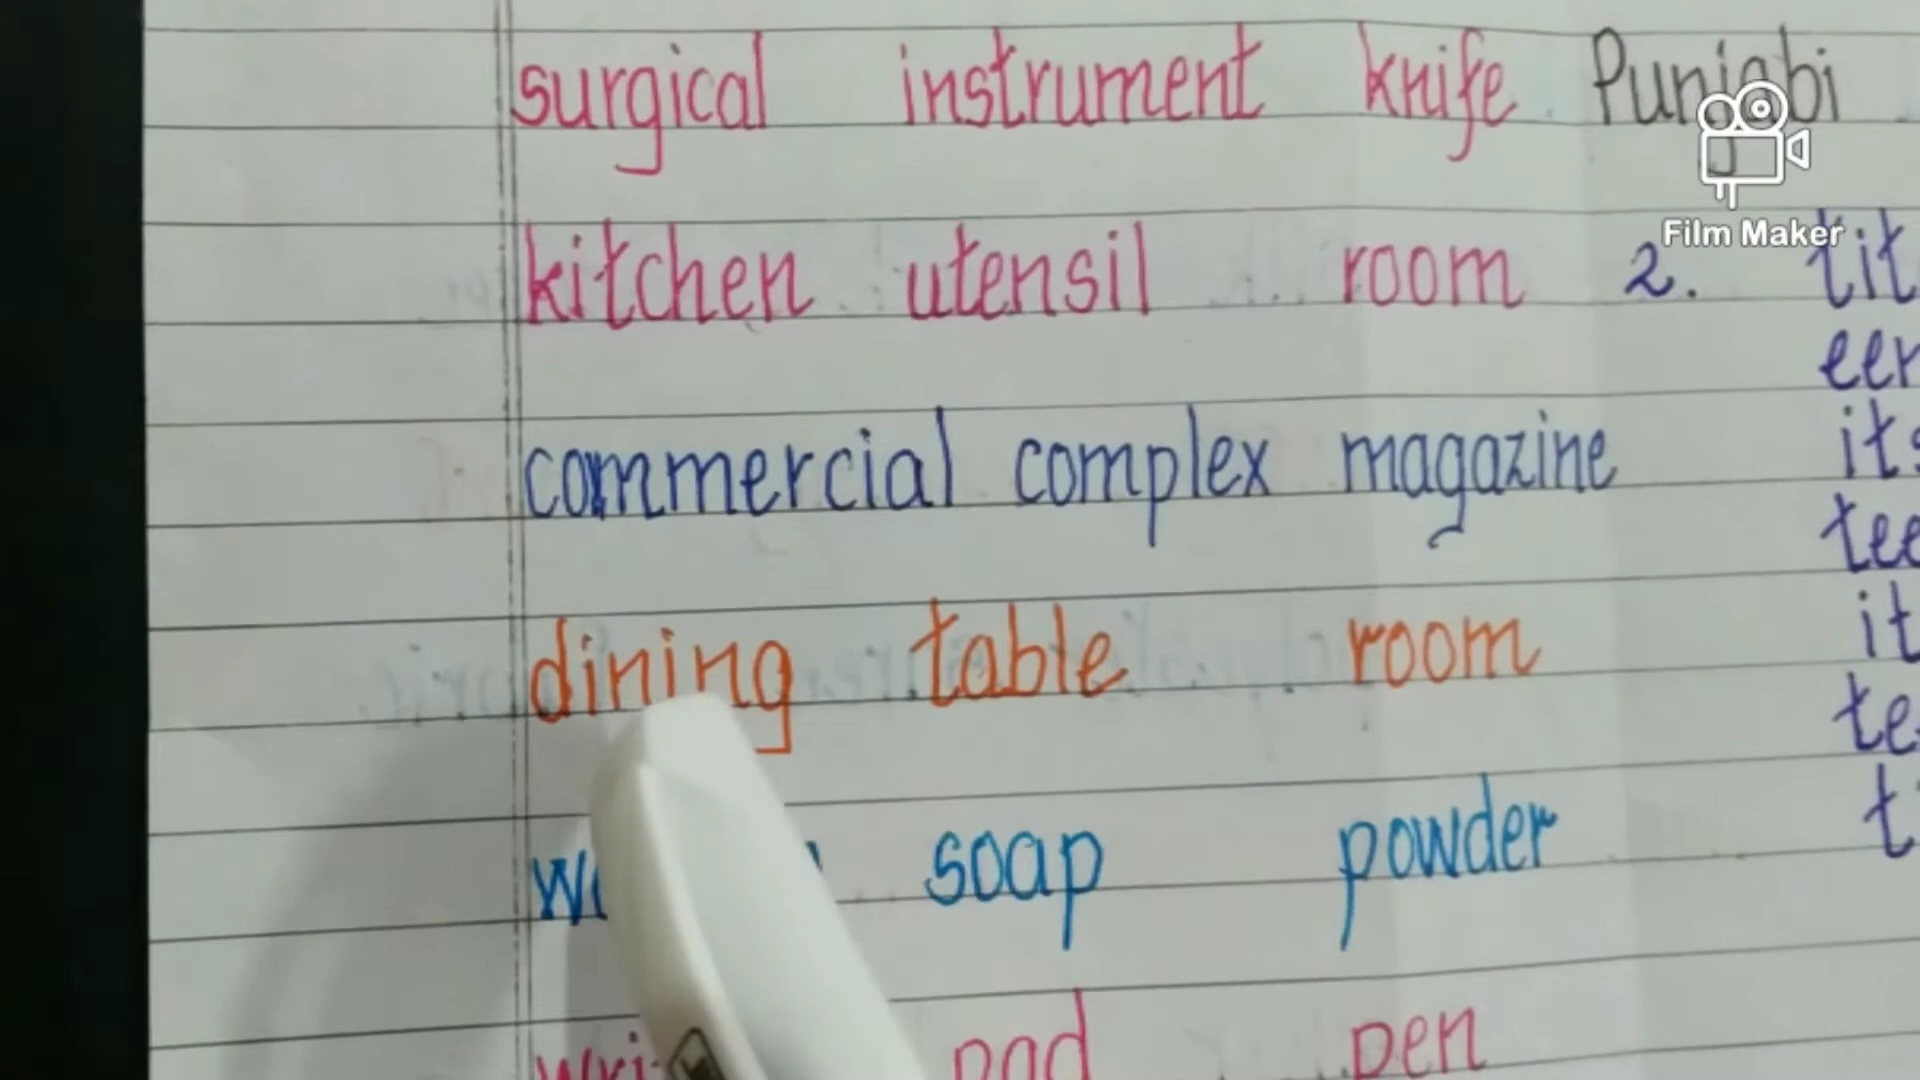 surgical instrument knife Punjabi
Film Maker
kitchen utensil room 2.
commercial complex magazine
dining table room
soap powder
pad pen